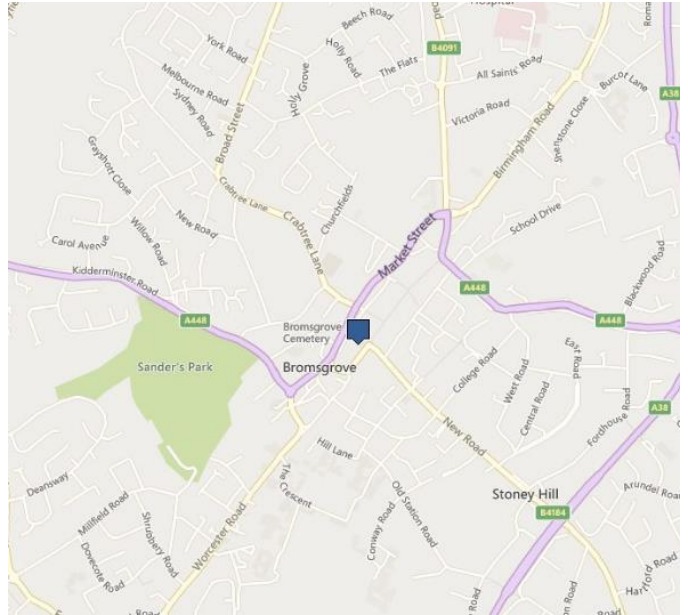 Hospital
Beech Road
Roma
York Road
Holly Road
B4091
The Flats
All Saints' Road
Burcot Lane
Melbourne Road
Holly Grove
A38
Sydney Road
Broad Street
Victoria Road
Shenstone Close
Birmingham Road
Grayshott Close
Crabtree Lane
Churchfields
Crabtree Lane
New Road
School Drive
Willow Road
Market Street
Carol Avenue
Blackwood Road
Kidderminster Road
A448
A448
A448
Bromsgrove
Cemetery
Sander's Park
Bromsgrove
College Road
East Road
West Road
Central Road
A38
Fordhouse Road
New Road
Hill Lane
Deansway
The Crescent
Old Station Road
Stoney Hill
Arundel Roa
Millfield Road
B4184
Worcester Road
Conway Road
Shrubbery Road
Dovecote Road
Hartford Road
on Road